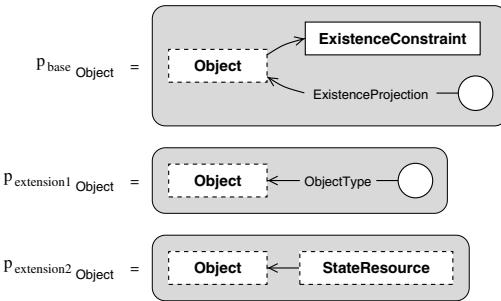 ExistenceConstraint
p base Object = Object
ExistenceProjection
p extension1 Object = Object ObjectType
p extension2 Object = Object StateResource